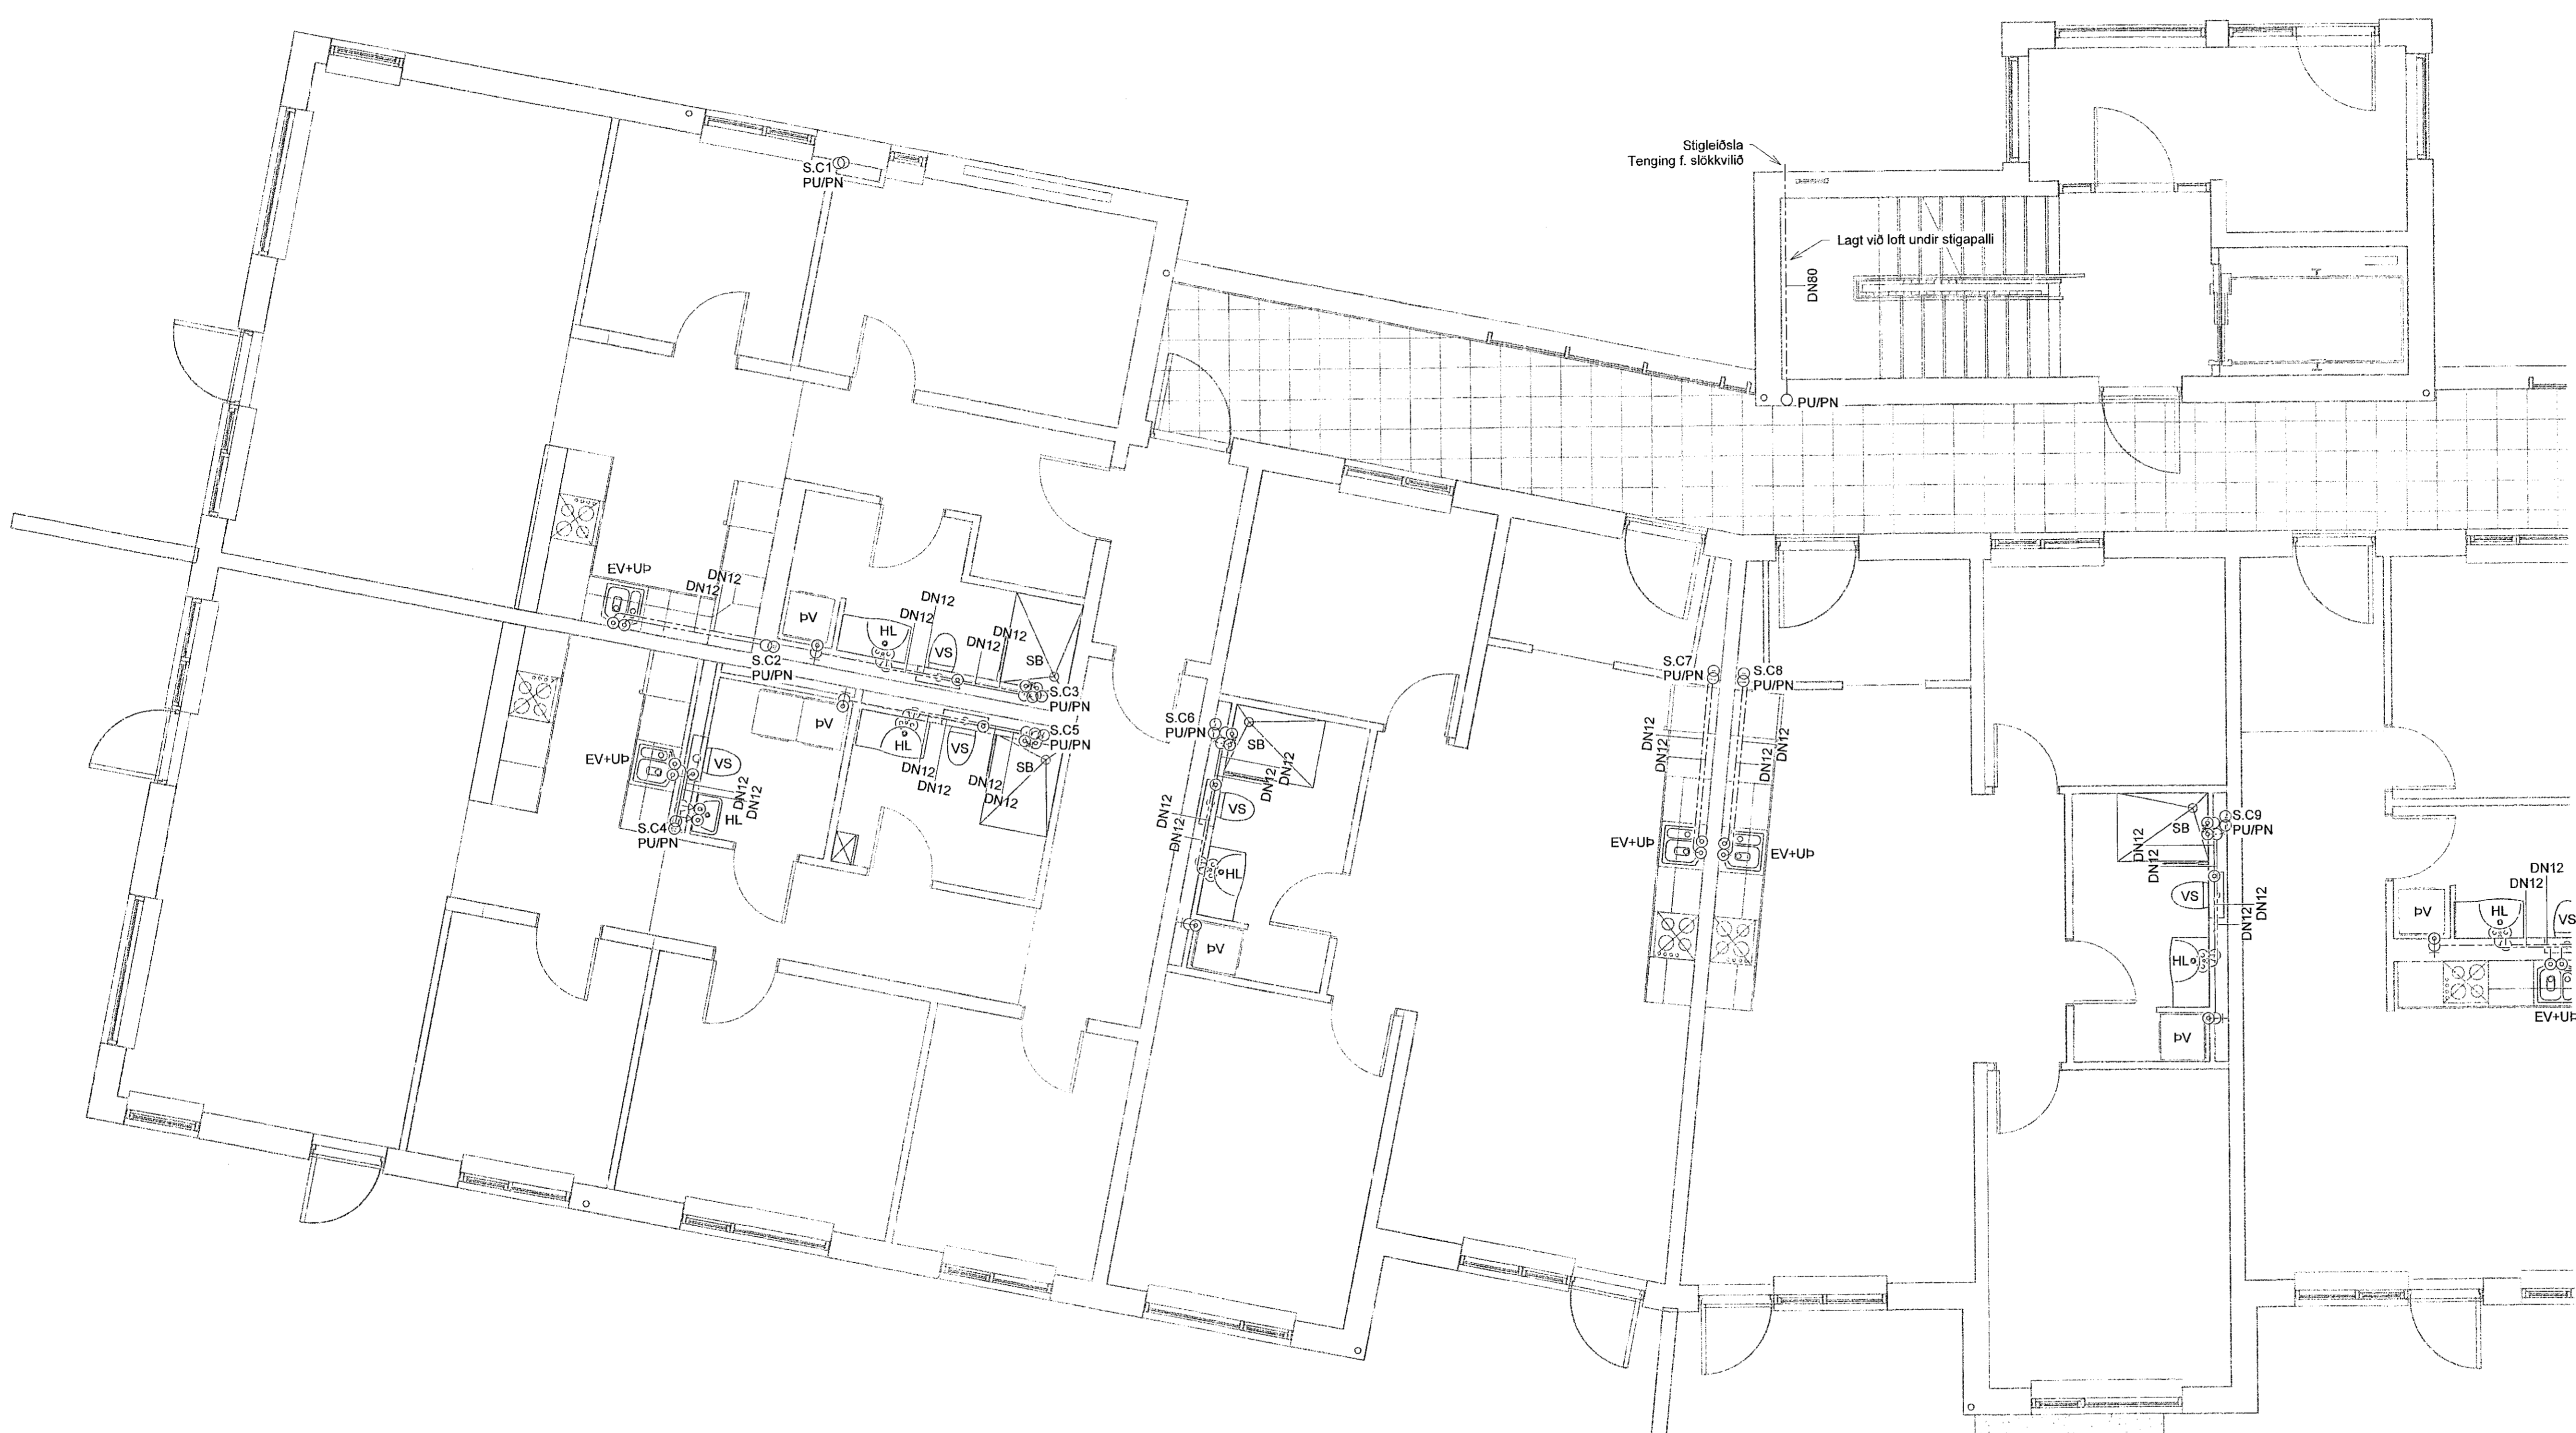 Stigleiðsla
Tenging f. slökkvilið
S.C1
PU/PN
Lagt við loft undir stigapalli
DN80
PU/PN
EV+UÞ
DN12
DN12
ÞV
HL
DN12
DN12
VS
DN12
DN12
SB
S.C2
PU/PN
S.C3
PU/PN
EV+UÞ
VS
DN12
DN12
HL
S.C4
PU/PN
ÞV
HL
VS
SB
DN12
DN12
DN12
DN12
S.C5
PU/PN
S.C6
PU/PN
SB
DN12
DN12
VS
DN12
DN12
HL
ÞV
S.C7
PU/PN
S.C8
PU/PN
DN12
DN12
DN12
DN12
EV+UÞ
EV+UÞ
S.C9
PU/PN
SB
DN12
DN12
VS
DN12
DN12
HL
ÞV
DN12
DN12
ÞV
HL
VS
EV+UÞ